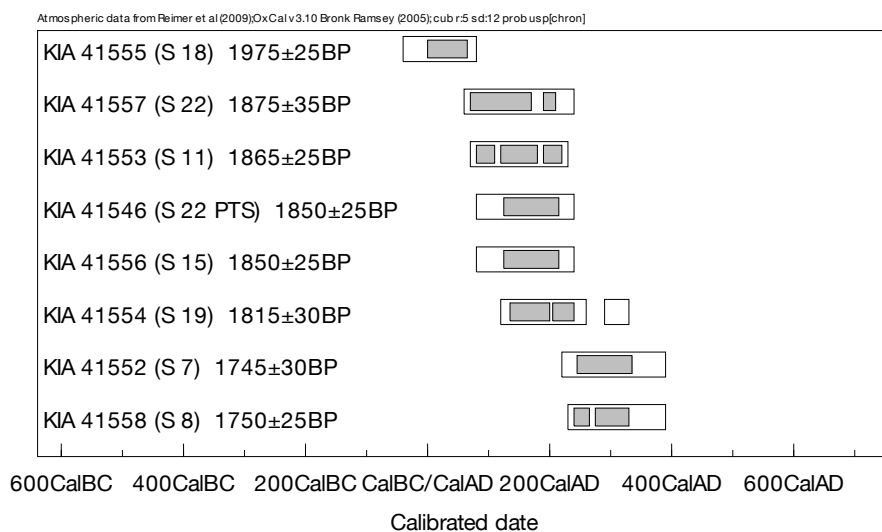 Atmospheric data from Reimer et al (2009);OxCal v3.10 Bronk Ramsey (2005); cub r:5 sd:12 prob usp[chron]
KIA 41555 (S 18) 1975±25BP
KIA 41557 (S 22) 1875±35BP
KIA 41553 (S 11) 1865±25BP
KIA 41546 (S 22 PTS) 1850±25BP
KIA 41556 (S 15) 1850±25BP
KIA 41554 (S 19) 1815±30BP
KIA 41552 (S 7) 1745±30BP
KIA 41558 (S 8) 1750±25BP
600CalBC 400CalBC 200CalBC CalBC/CalAD 200CalAD 400CalAD 600CalAD
Calibrated date